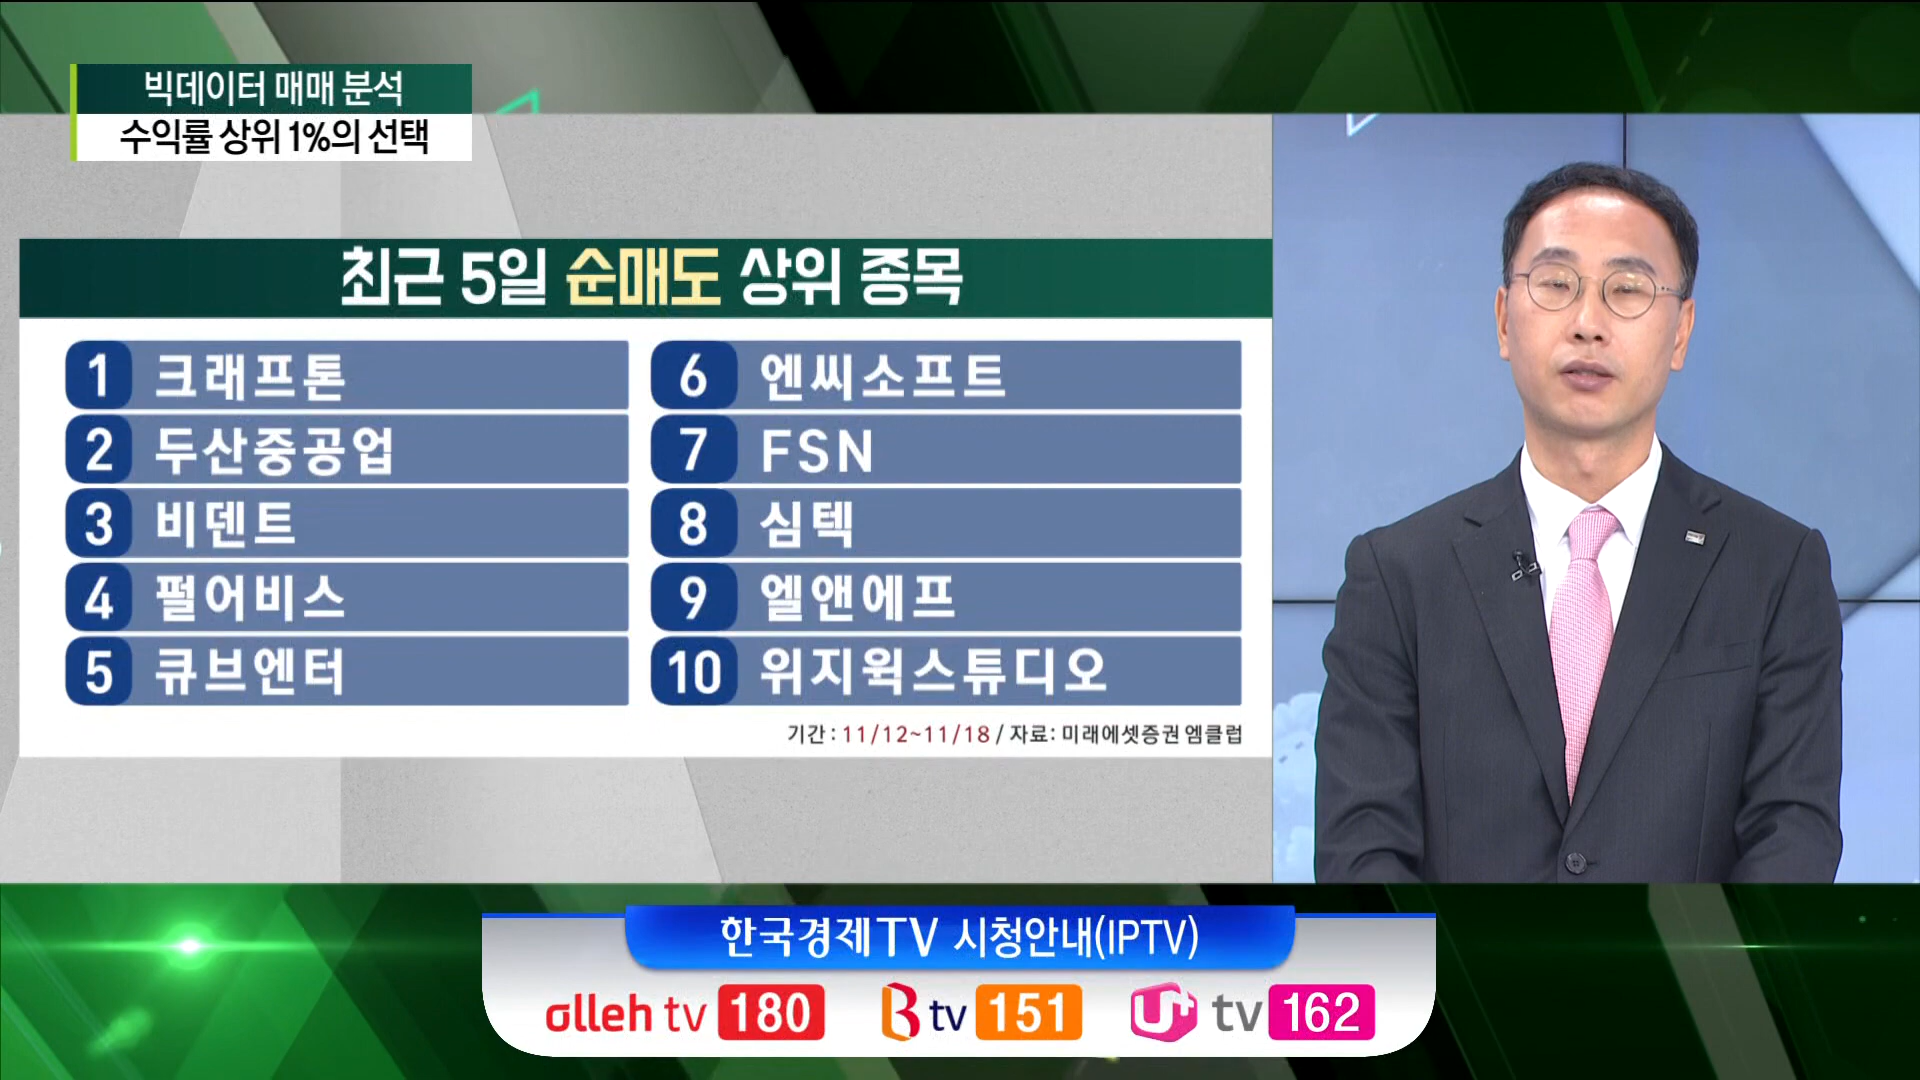 빅데이터 매매 분석
수익률 상위 1%의 선택
최근 5일 순매도 상위 종목
1 크래프톤
2 두산중공업
3 비덴트
4 펄어비스
5 큐브엔터
6 엔씨소프트
7 FSN
8 심텍
9 엘앤에프
10 위지윅스튜디오
기간 : 11/12~11/18 / 자료: 미래에셋증권 엠클럽
한국경제TV 시청안내(IPTV)
olleh tv 180 B tv 151 U+ tv 162